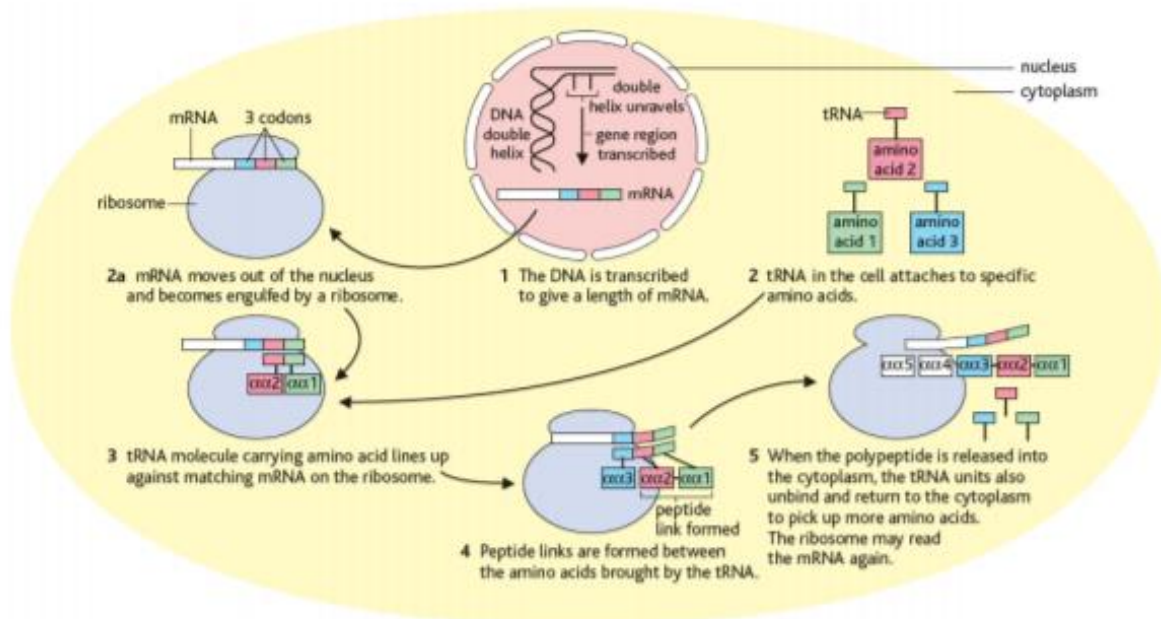 nucleus
cytoplasm
mRNA
3 codons
ribosome
2a mRNA moves out of the nucleus
and becomes engulfed by a ribosome.
DNA
double
helix
double
helix unravels
gene region
transcribed
mRNA
1 The DNA is transcribed
to give a length of mRNA.
tRNA
amino
acid 2
amino
acid 1
amino
acid 3
2 tRNA in the cell attaches to specific
amino acids.
αα2 αα1
3 tRNA molecule carrying amino acid lines up
against matching mRNA on the ribosome.
αα3 αα2 αα1
peptide
link formed
4 Peptide links are formed between
the amino acids brought by the tRNA.
αα5 αα4 αα3 αα2 αα1
5 When the polypeptide is released into
the cytoplasm, the tRNA units also
unbind and return to the cytoplasm
to pick up more amino acids.
The ribosome may read
the mRNA again.